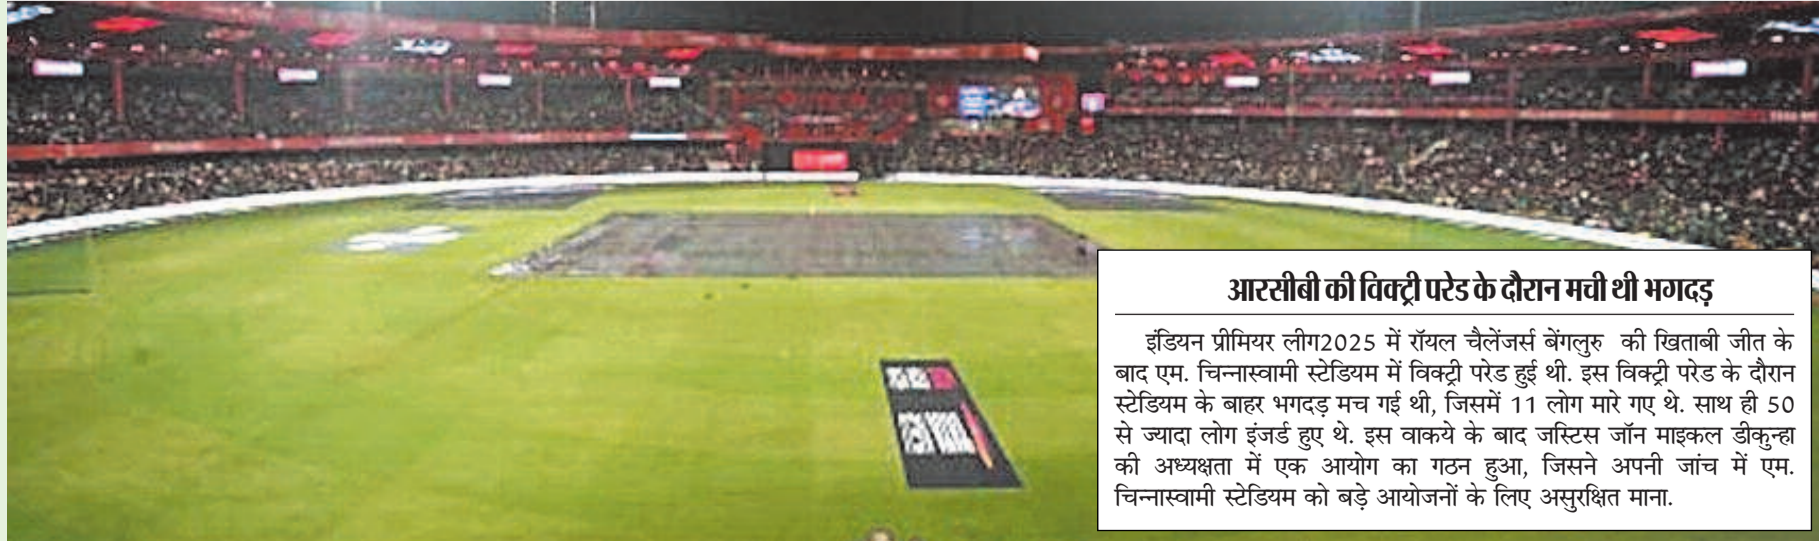 आरसीबी की विक्ट्री परेड के दौरान मची थी भगदड़
इंडियन प्रीमियर लीग2025 में रॉयल चैलेंजर्स बेंगलुरु की खिताबी जीत के
बाद एम. चिन्नास्वामी स्टेडियम में विक्ट्री परेड हुई थी. इस विक्ट्री परेड के दौरान
स्टेडियम के बाहर भगदड़ मच गई थी, जिसमें 11 लोग मारे गए थे. साथ ही 50
से ज्यादा लोग इंजर्ड हुए थे. इस वाकये के बाद जस्टिस जॉन माइकल डीकुन्हा
की अध्यक्षता में एक आयोग का गठन हुआ, जिसने अपनी जांच में एम.
चिन्नास्वामी स्टेडियम को बड़े आयोजनों के लिए असुरक्षित माना.